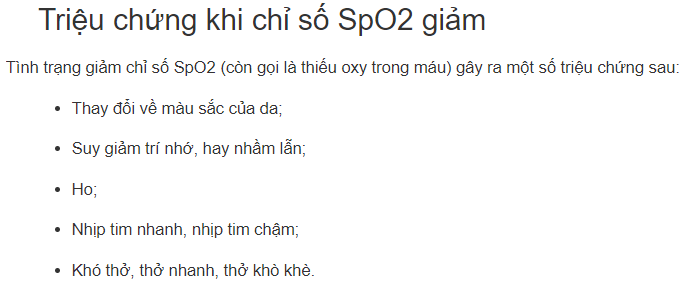 Triệu chứng khi chỉ số SpO2 giảm
Tình trạng giảm chỉ số SpO2 (còn gọi là thiếu oxy trong máu) gây ra một số triệu chứng sau:
• Thay đổi về màu sắc của da;
• Suy giảm trí nhớ, hay nhầm lẫn;
• Ho;
• Nhịp tim nhanh, nhịp tim chậm;
• Khó thở, thở nhanh, thở khò khè.